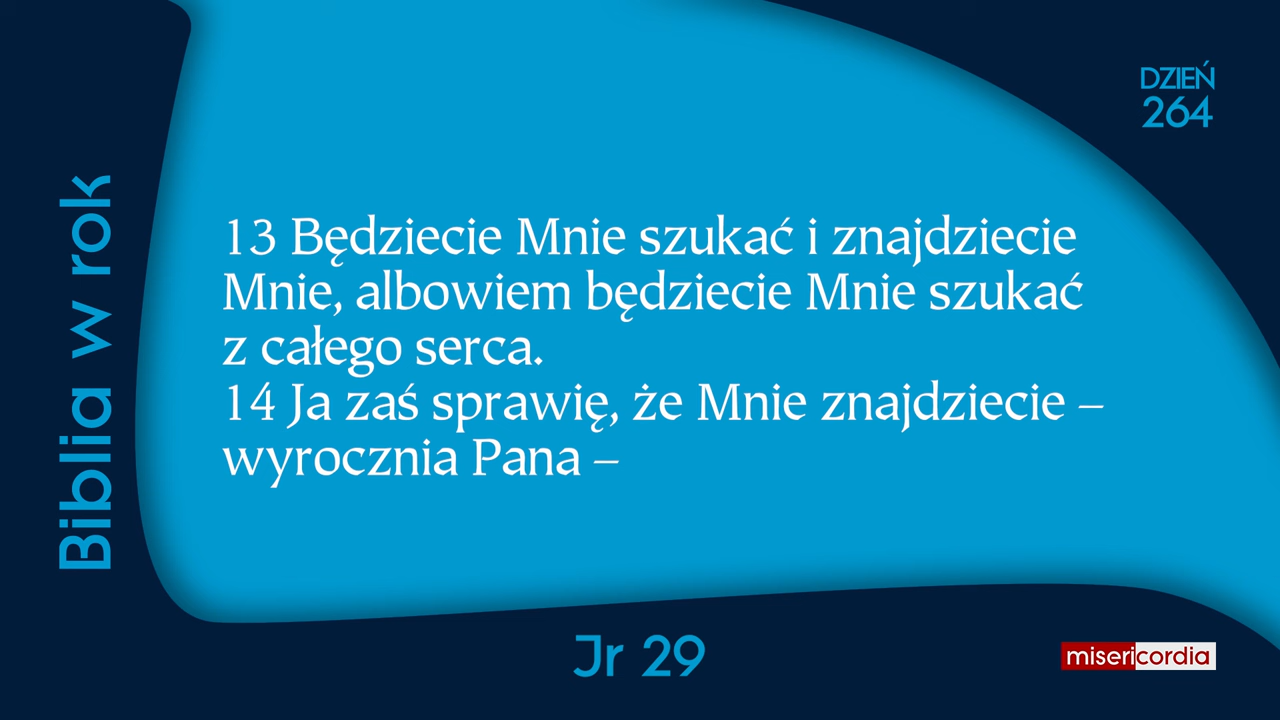 DZIEŃ
264
Biblia w rok
13 Będziecie Mnie szukać i znajdziecie
Mnie, albowiem będziecie Mnie szukać
z całego serca.
14 Ja zaś sprawię, że Mnie znajdziecie –
wyrocznia Pana –
Jr 29
misericordia